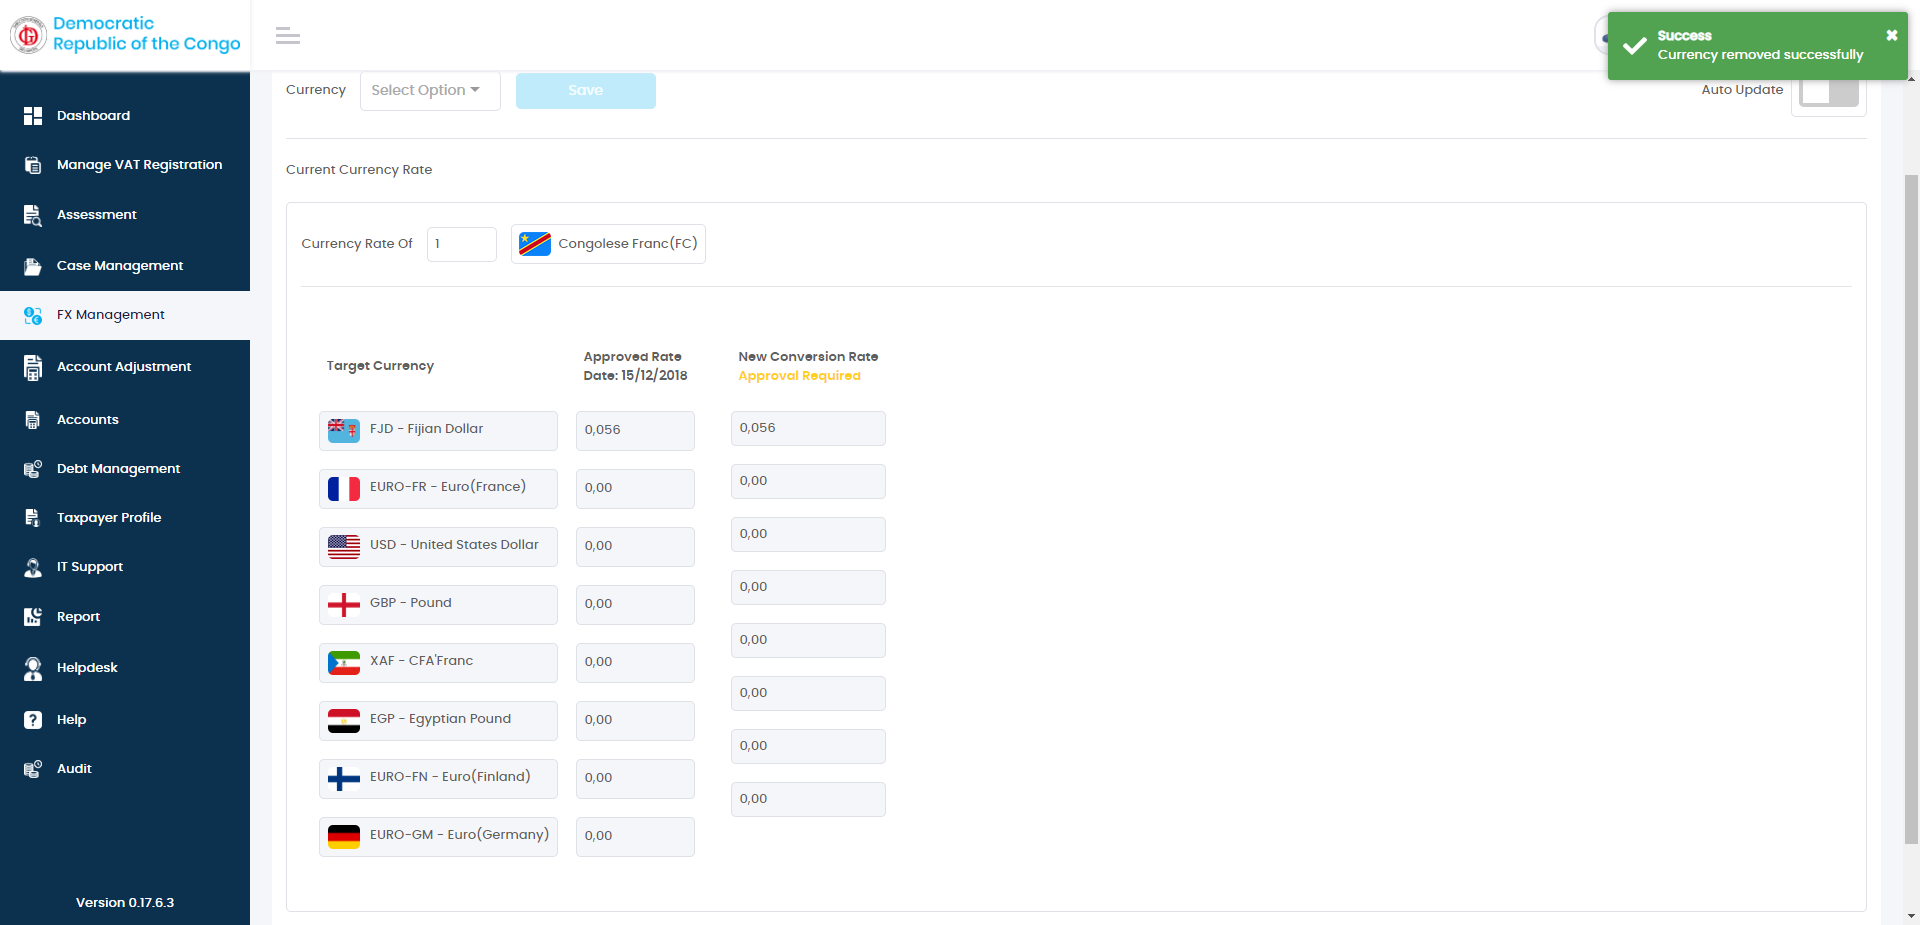 Democratic
Republic of the Congo
Success
Currency removed successfully
Currency
Select Option
Save
Auto Update
Dashboard
Manage VAT Registration
Assessment
Case Management
FX Management
Account Adjustment
Accounts
Debt Management
Taxpayer Profile
IT Support
Report
Helpdesk
Help
Audit
Version 0.17.6.3
Current Currency Rate
Currency Rate Of
1
Congolese Franc(FC)
Target Currency
Approved Rate
Date: 15/12/2018
New Conversion Rate
Approval Required
FJD - Fijian Dollar
0,056
0,056
EURO-FR - Euro(France)
0,00
0,00
USD - United States Dollar
0,00
0,00
GBP - Pound
0,00
0,00
XAF - CFA'Franc
0,00
0,00
EGP - Egyptian Pound
0,00
0,00
EURO-FN - Euro(Finland)
0,00
0,00
EURO-GM - Euro(Germany)
0,00
0,00